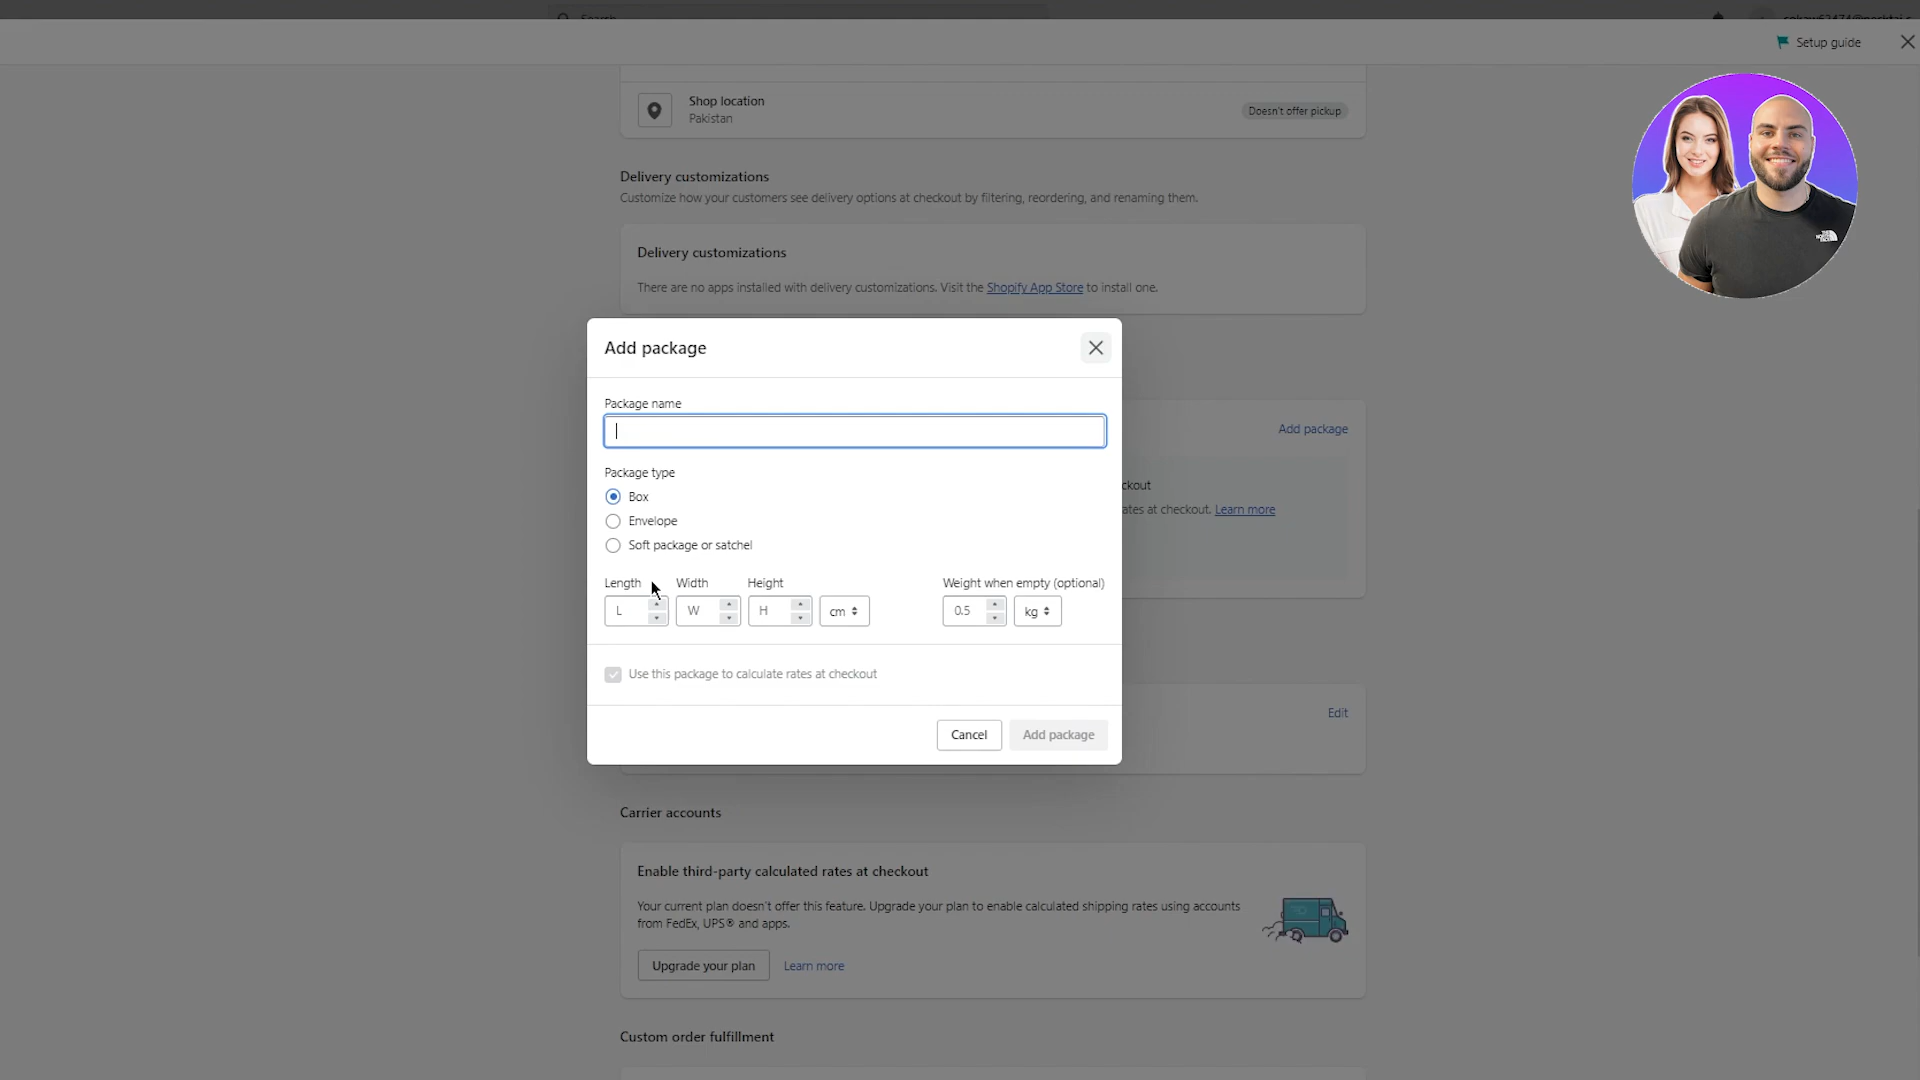 Search
Setup guide
Shop location
Pakistan
Doesn't offer pickup
Delivery customizations
Customize how your customers see delivery options at checkout by filtering, reordering, and renaming them.
Delivery customizations
There are no apps installed with delivery customizations. Visit the Shopify App Store to install one.
Add package
Package name
Add package
Package type
Box
ckout
Envelope
ates at checkout. Learn more
Soft package or satchel
Length Width Height Weight when empty (optional)
L W H cm 0.5 kg
Use this package to calculate rates at checkout
Edit
Cancel Add package
Carrier accounts
Enable third-party calculated rates at checkout
Your current plan doesn't offer this feature. Upgrade your plan to enable calculated shipping rates using accounts
from FedEx, UPS® and apps.
Upgrade your plan Learn more
Custom order fulfillment